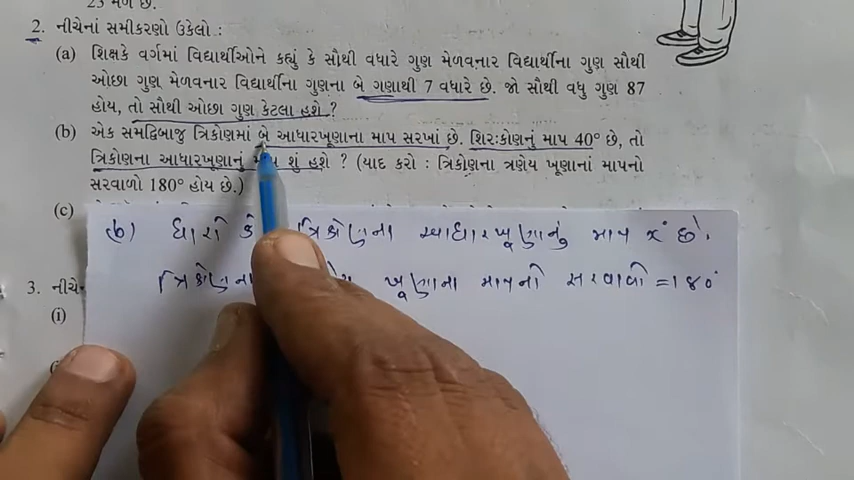 23 મળે છે.
2. નીચેનાં સમીકરણો ઉકેલો :
(a) શિક્ષકે વર્ગમાં વિદ્યાર્થીઓને કહ્યું કે સૌથી વધારે ગુણ મેળવનાર વિદ્યાર્થીના ગુણ સૌથી
ઓછા ગુણ મેળવનાર વિદ્યાર્થીના ગુણના બે ગણાથી 7 વધારે છે. જો સૌથી વધુ ગુણ 87
હોય, તો સૌથી ઓછા ગુણ કેટલા હશે ?
(b) એક સમદ્વિબાજુ ત્રિકોણમાં બે આધારખૂણાના માપ સરખાં છે. શિરઃકોણનું માપ 40° છે, તો
ત્રિકોણના આધારખૂણાનું માપ શું હશે ? (યાદ કરો : ત્રિકોણના ત્રણેય ખૂણાનાં માપનો
સરવાળો 180° હોય છે.)
(c)
(b) ધારો કે ત્રિકોણના આધારખૂણાનું માપ x છે.
ત્રિકોણના ખૂણાના માપનો સરવાળો = 180°
3. નીચે
(i)